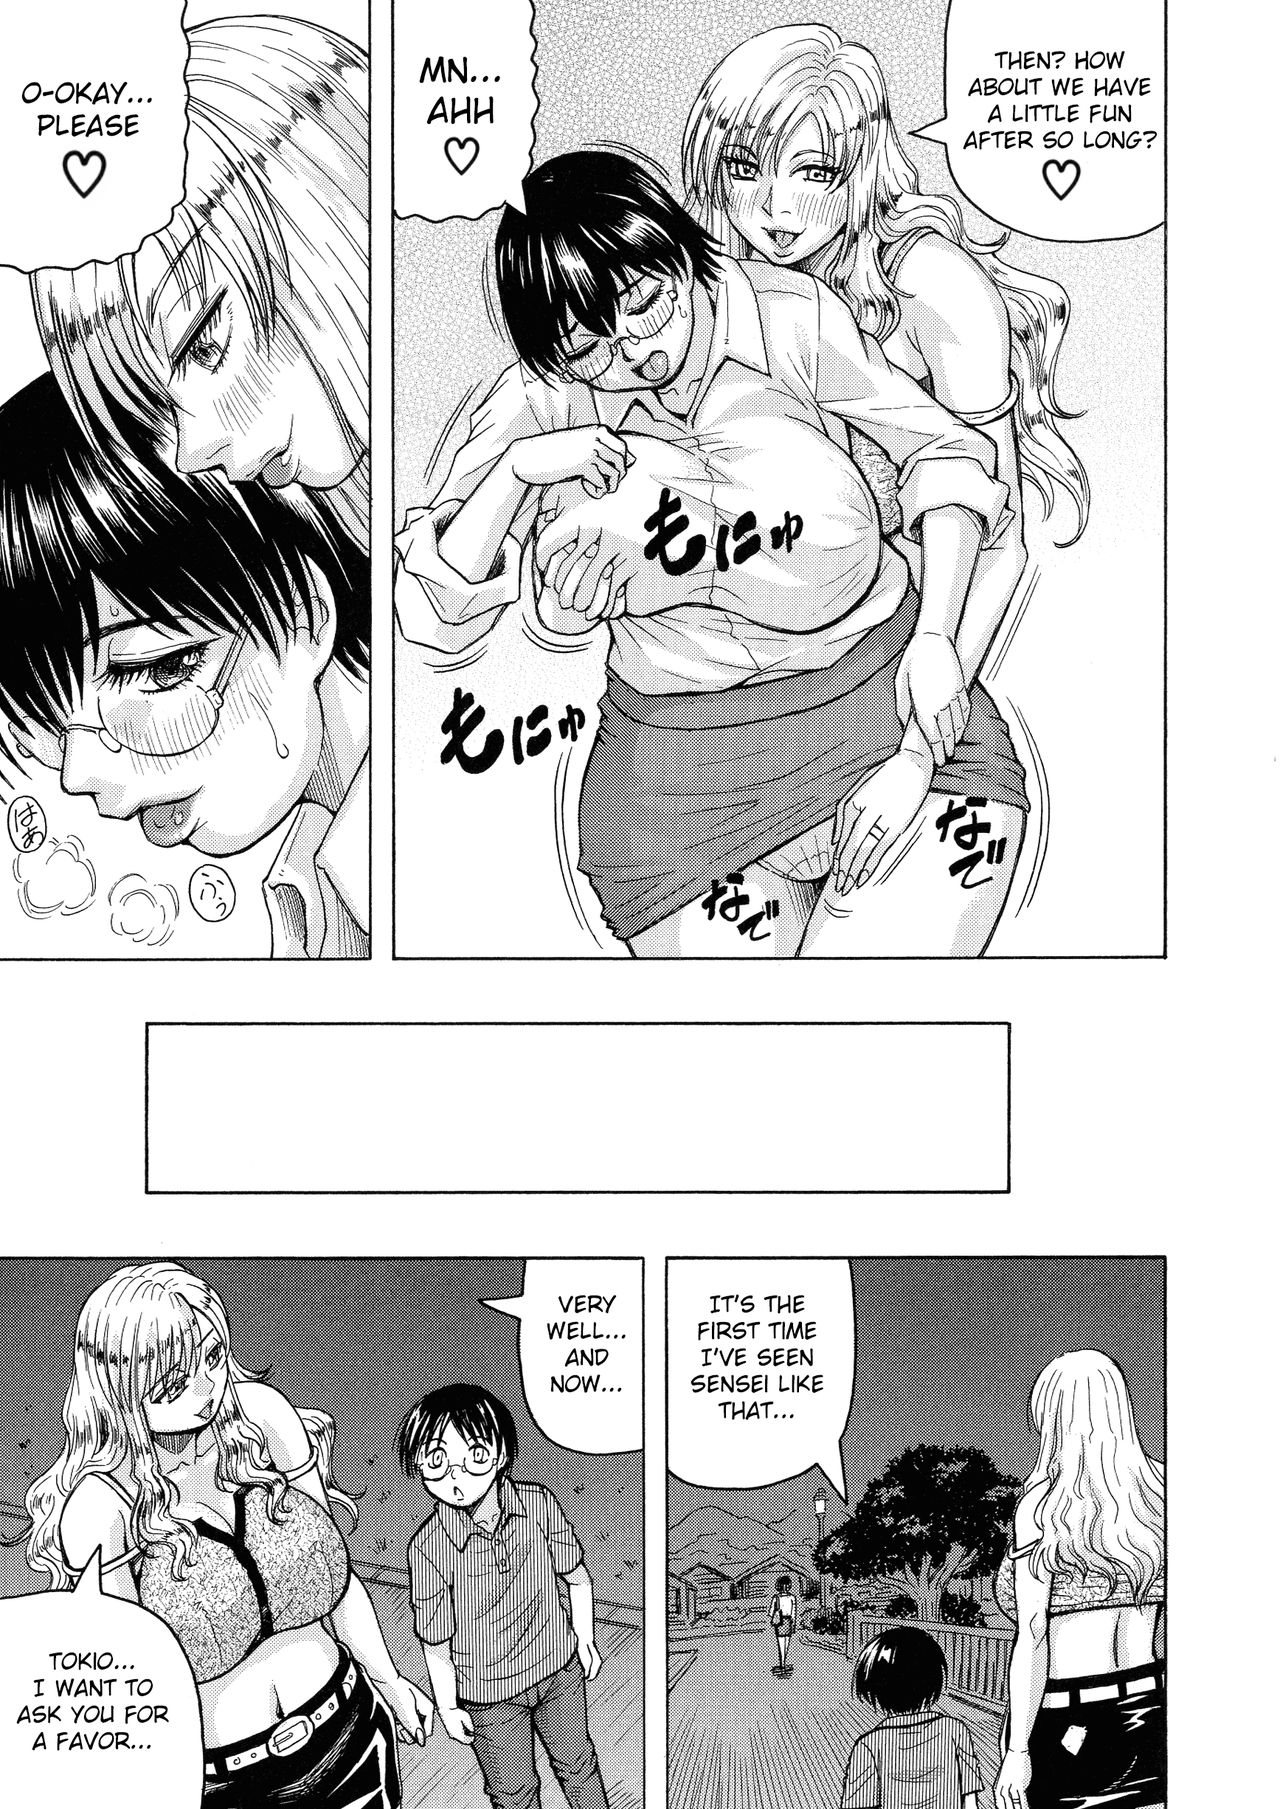 THEN? HOW
ABOUT WE HAVE
A LITTLE FUN
AFTER SO LONG?
♡
MN...
AHH
♡
もにゅ
もにゅ
なで
なで
O-OKAY...
PLEASE
♡
はぁ
ふぅ
IT'S THE
FIRST TIME
I'VE SEEN
SENSEI LIKE
THAT...
VERY
WELL...
AND
NOW...
TOKIO...
I WANT TO
ASK YOU FOR
A FAVOR...